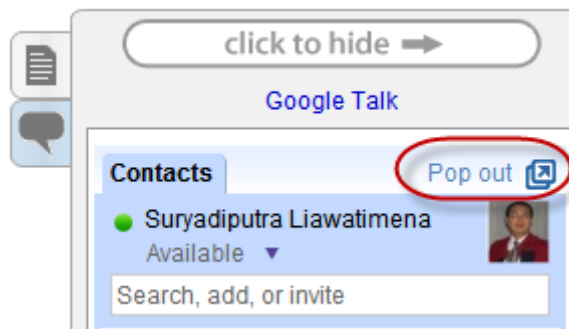 click to hide
Google Talk
Contacts
Pop out
Suryadiputra Liawatimena
Available
Search, add, or invite